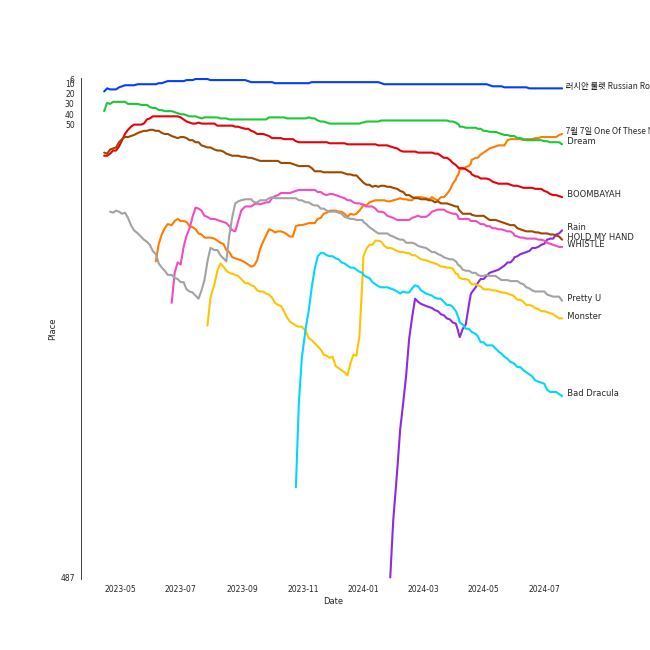 6
10
20
30
40
50
487
Place
2023-05
2023-07
2023-09
2023-11
2024-01
2024-03
2024-05
2024-07
Date
러시안 룰렛 Russian Ro
7월 7일 One Of These N
Dream
BOOMBAYAH
Rain
HOLD MY HAND
WHISTLE
Pretty U
Monster
Bad Dracula